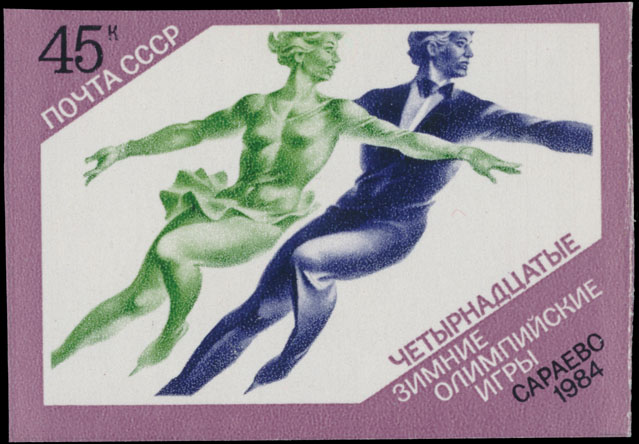 45К
ПОЧТА СССР
ЧЕТЫРНАДЦАТЫЕ
ЗИМНИЕ
ОЛИМПИЙСКИЕ
ИГРЫ
САРАЕВО
1984